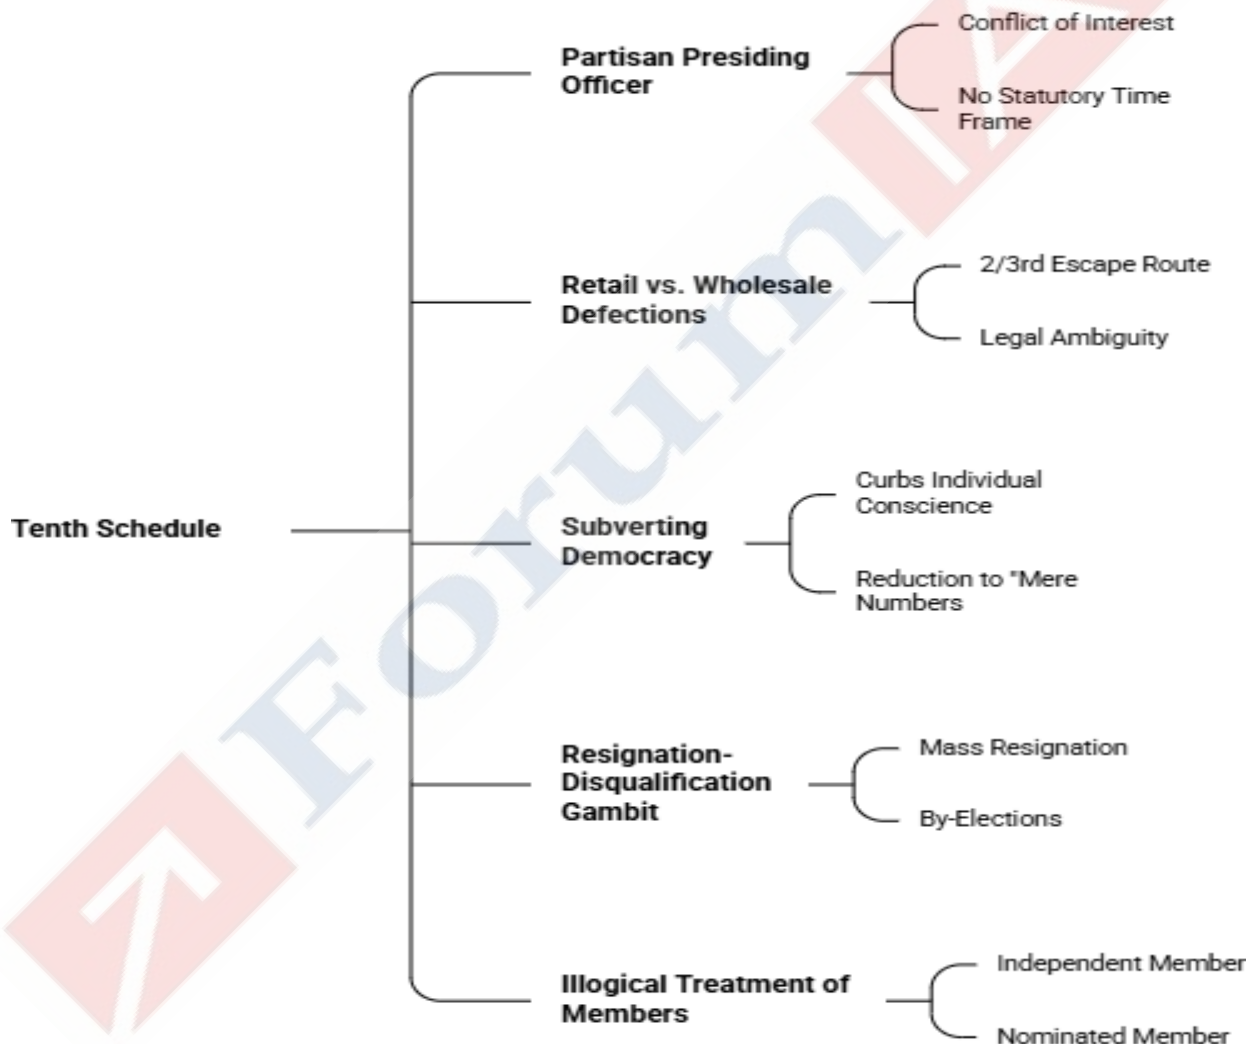 Tenth Schedule
Partisan Presiding
Officer
Conflict of Interest
No Statutory Time
Frame
Retail vs. Wholesale
Defections
2/3rd Escape Route
Legal Ambiguity
Subverting
Democracy
Curbs Individual
Conscience
Reduction to "Mere
Numbers
Resignation-
Disqualification
Gambit
Mass Resignation
By-Elections
Illogical Treatment of
Members
Independent Member
Nominated Member
Forum IA